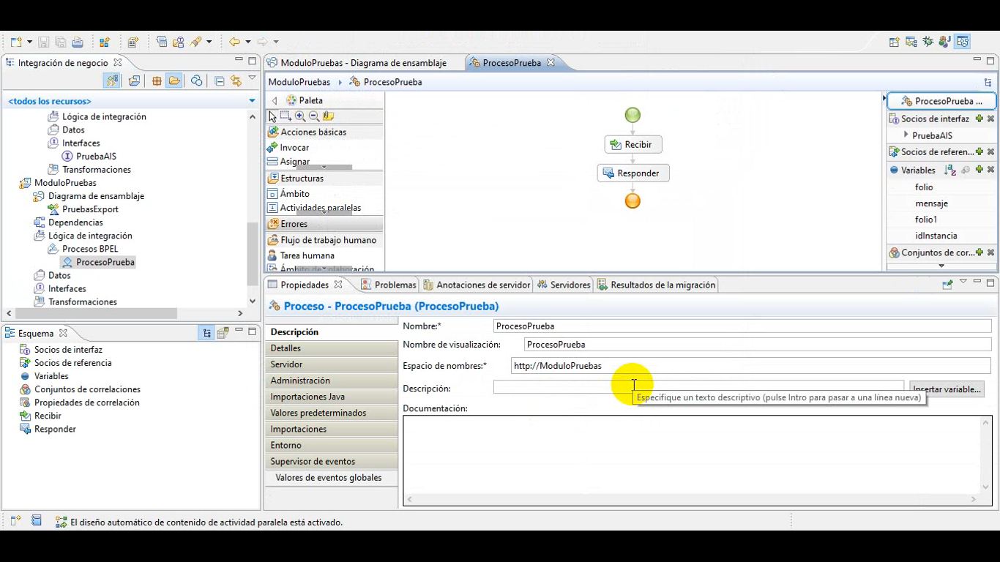 Integración de negocio
<todos los recursos>
Lógica de integración
Datos
Interfaces
PruebaAIS
Transformaciones
ModuloPruebas
Diagrama de ensamblaje
PruebasExport
Dependencias
Lógica de integración
Procesos BPEL
ProcesoPrueba
Datos
Interfaces
Transformaciones
Esquema
Socios de interfaz
Socios de referencia
Variables
Conjuntos de correlaciones
Propiedades de correlación
Recibir
Responder
ModuloPruebas - Diagrama de ensamblaje
ProcesoPrueba
ModuloPruebas
ProcesoPrueba
Paleta
Acciones básicas
Invocar
Asignar
Estructuras
Ámbito
Actividades paralelas
Errores
Flujo de trabajo humano
Tarea humana
Ámbito de colaboración
Recibir
Responder
ProcesoPrueba ...
Socios de interfaz
PruebaAIS
Socios de referen...
Variables
folio
mensaje
folio1
idInstancia
Conjuntos de cor...
Propiedades
Problemas
Anotaciones de servidor
Servidores
Resultados de la migración
Proceso - ProcesoPrueba (ProcesoPrueba)
Descripción
Detalles
Servidor
Administración
Importaciones Java
Valores predeterminados
Importaciones
Entorno
Supervisor de eventos
Valores de eventos globales
Nombre:* ProcesoPrueba
Nombre de visualización: ProcesoPrueba
Espacio de nombres:* http://ModuloPruebas
Descripción:
Insertar variable...
Especifique un texto descriptivo (pulse Intro para pasar a una línea nueva)
Documentación:
El diseño automático de contenido de actividad paralela está activado.